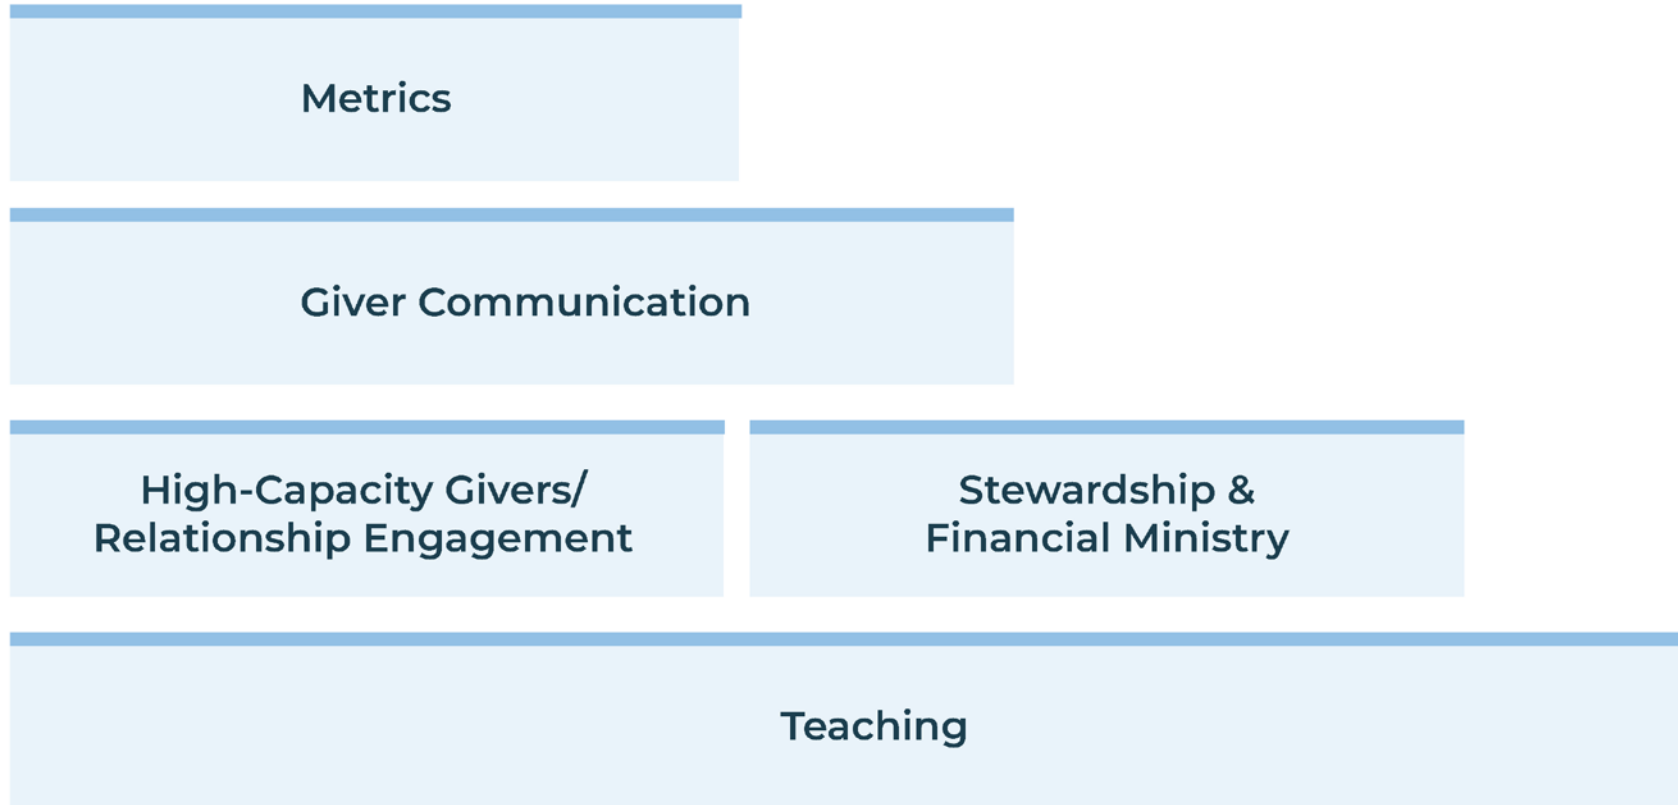 Metrics
Giver Communication
High-Capacity Givers/
Relationship Engagement
Stewardship &
Financial Ministry
Teaching